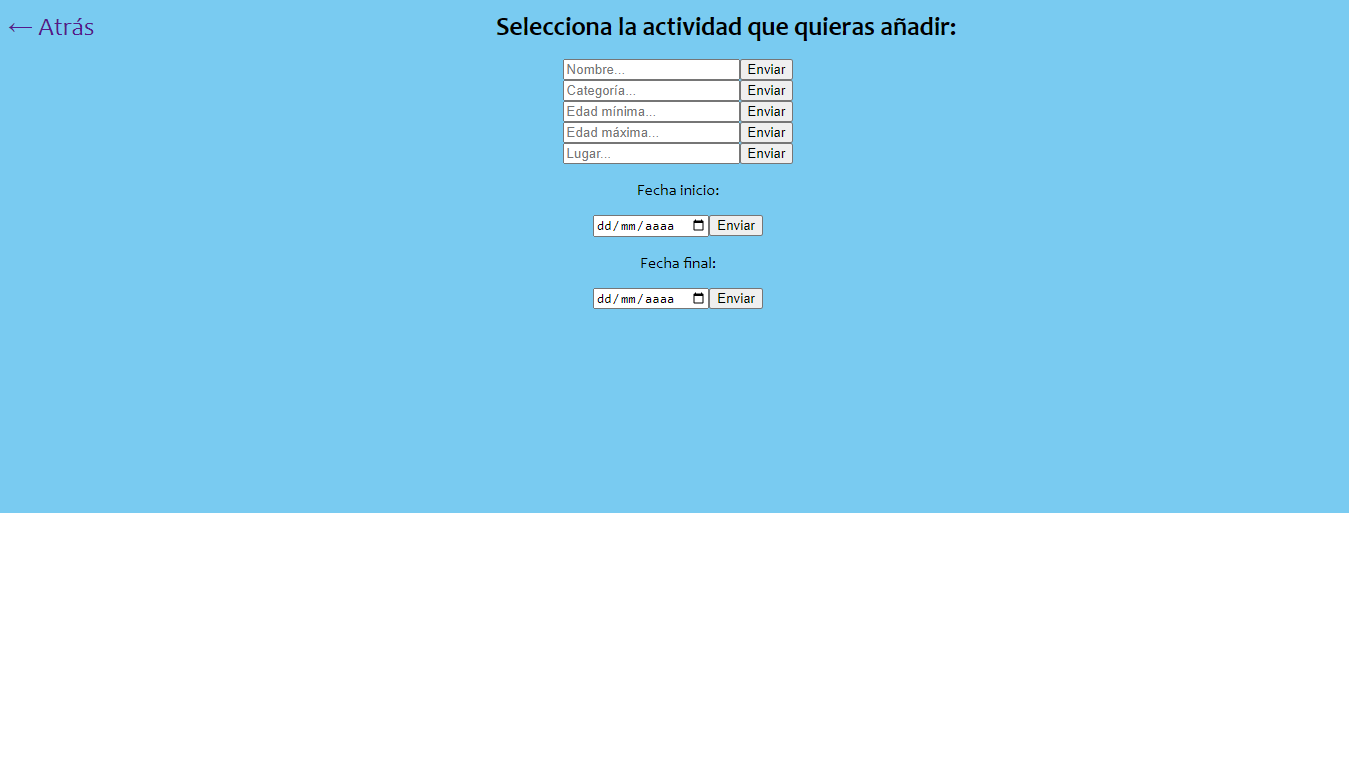 ← Atrás
Selecciona la actividad que quieras añadir:
Nombre... Enviar
Categoría... Enviar
Edad mínima... Enviar
Edad máxima... Enviar
Lugar... Enviar
Fecha inicio:
dd/mm/aaaa Enviar
Fecha final:
dd/mm/aaaa Enviar